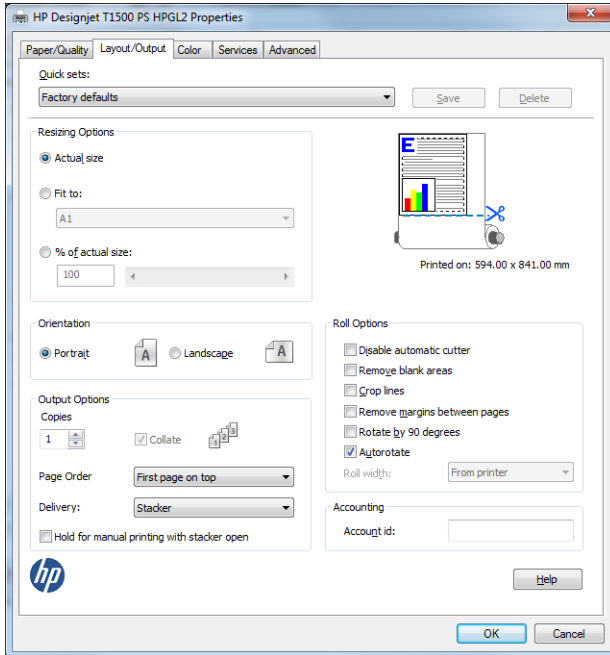 HP Designjet T1500 PS HPGL2 Properties
Paper/Quality Layout/Output Color Services Advanced
Quick sets:
Factory defaults Save Delete
Resizing Options
Actual size
Fit to:
A1
% of actual size:
100
E
Printed on: 594.00 x 841.00 mm
Orientation
Portrait A Landscape A
Output Options
Copies
1 Collate 1 2 3
Page Order First page on top
Delivery: Stacker
Hold for manual printing with stacker open
Roll Options
Disable automatic cutter
Remove blank areas
Crop lines
Remove margins between pages
Rotate by 90 degrees
Autorotate
Roll width: From printer
Accounting
Account id:
hp
Help
OK Cancel